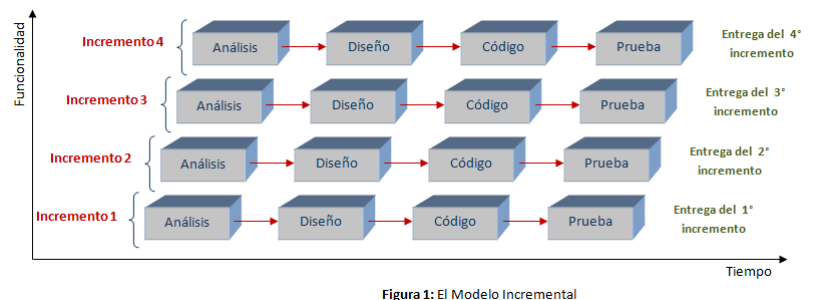 Funcionalidad
Incremento 4
Análisis
Diseño
Código
Prueba
Entrega del 4°
incremento
Incremento 3
Análisis
Diseño
Código
Prueba
Entrega del 3°
incremento
Incremento 2
Análisis
Diseño
Código
Prueba
Entrega del 2°
incremento
Incremento 1
Análisis
Diseño
Código
Prueba
Entrega del 1°
incremento
Tiempo
Figura 1: El Modelo Incremental